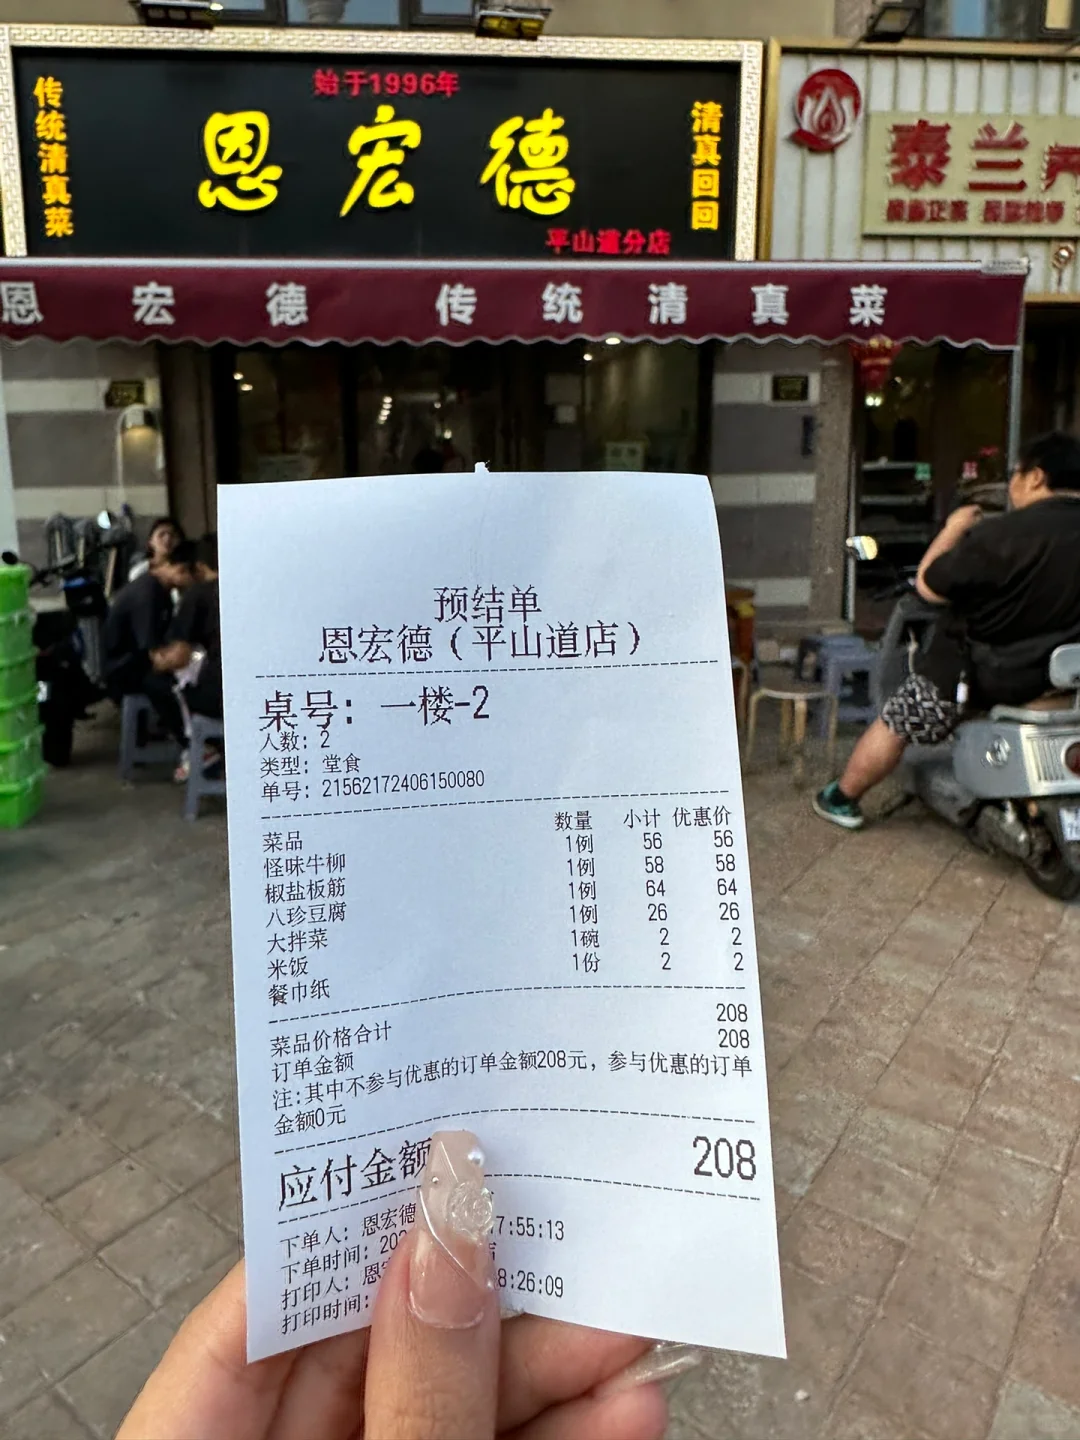 始于1996年
传统清真菜
恩宏德
清真回回
平山道分店
泰兰
恩宏德 传统清真菜
预结单
恩宏德（平山道店）
桌号：一楼-2
人数：2
类型：堂食
单号：21562172406150080
菜品 数量 小计 优惠价
怪味牛柳 1例 56 56
椒盐板筋 1例 58 58
八珍豆腐 1例 64 64
大拌菜 1例 26 26
米饭 1碗 2 2
餐巾纸 1份 2 2
菜品价格合计 208
订单金额 208
注:其中不参与优惠的订单金额208元，参与优惠的订单
金额0元
应付金额 208
下单人：恩宏德
下单时间：202 7:55:13
打印人：恩
打印时间： 8:26:09